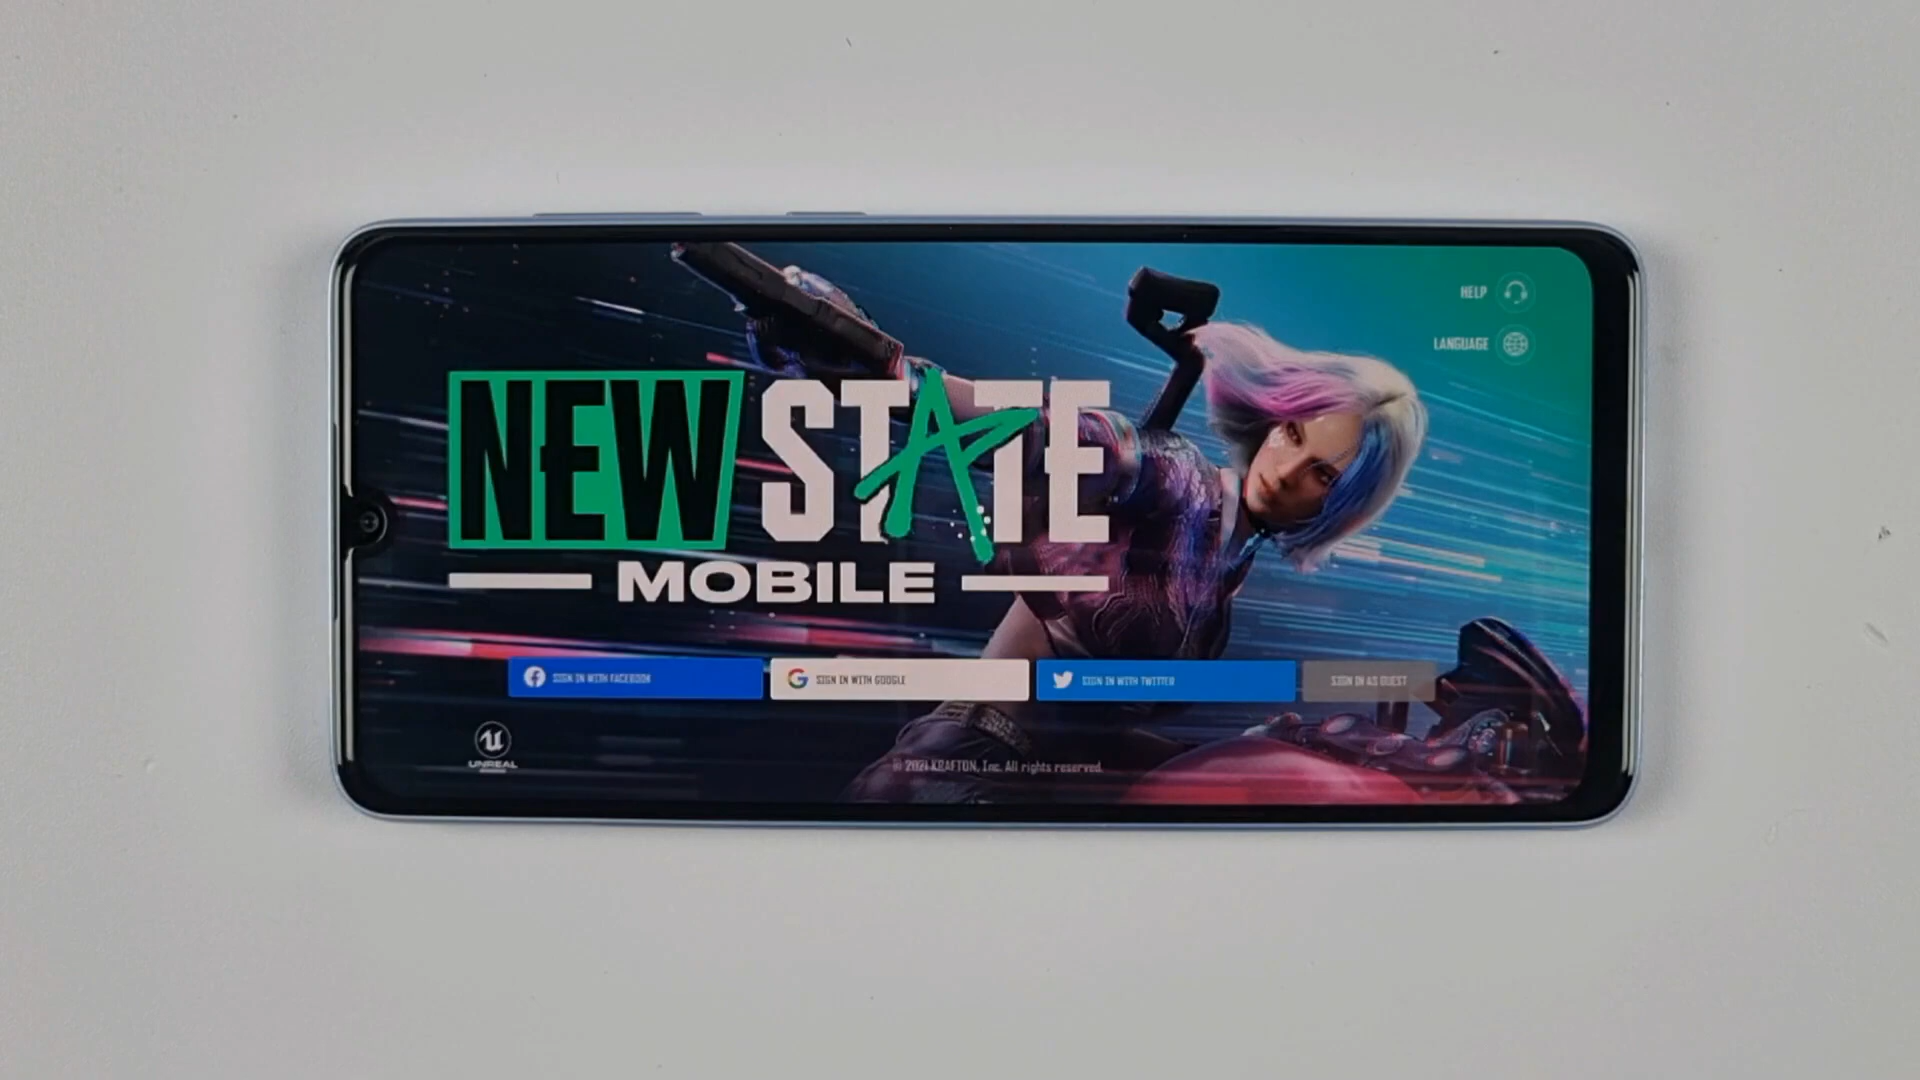 HELP
LANGUAGE
NEW STATE
MOBILE
SIGN IN WITH FACEBOOK
SIGN IN WITH GOOGLE
SIGN IN WITH TWITTER
SIGN IN AS GUEST
UNREAL
© 2021 KRAFTON, Inc. All rights reserved.